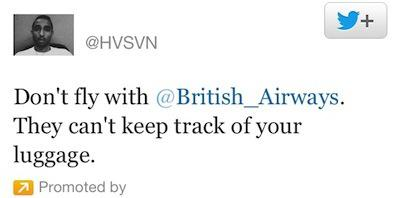 @HVSVN
Don't fly with @British_Airways.
They can't keep track of your
luggage.
Promoted by